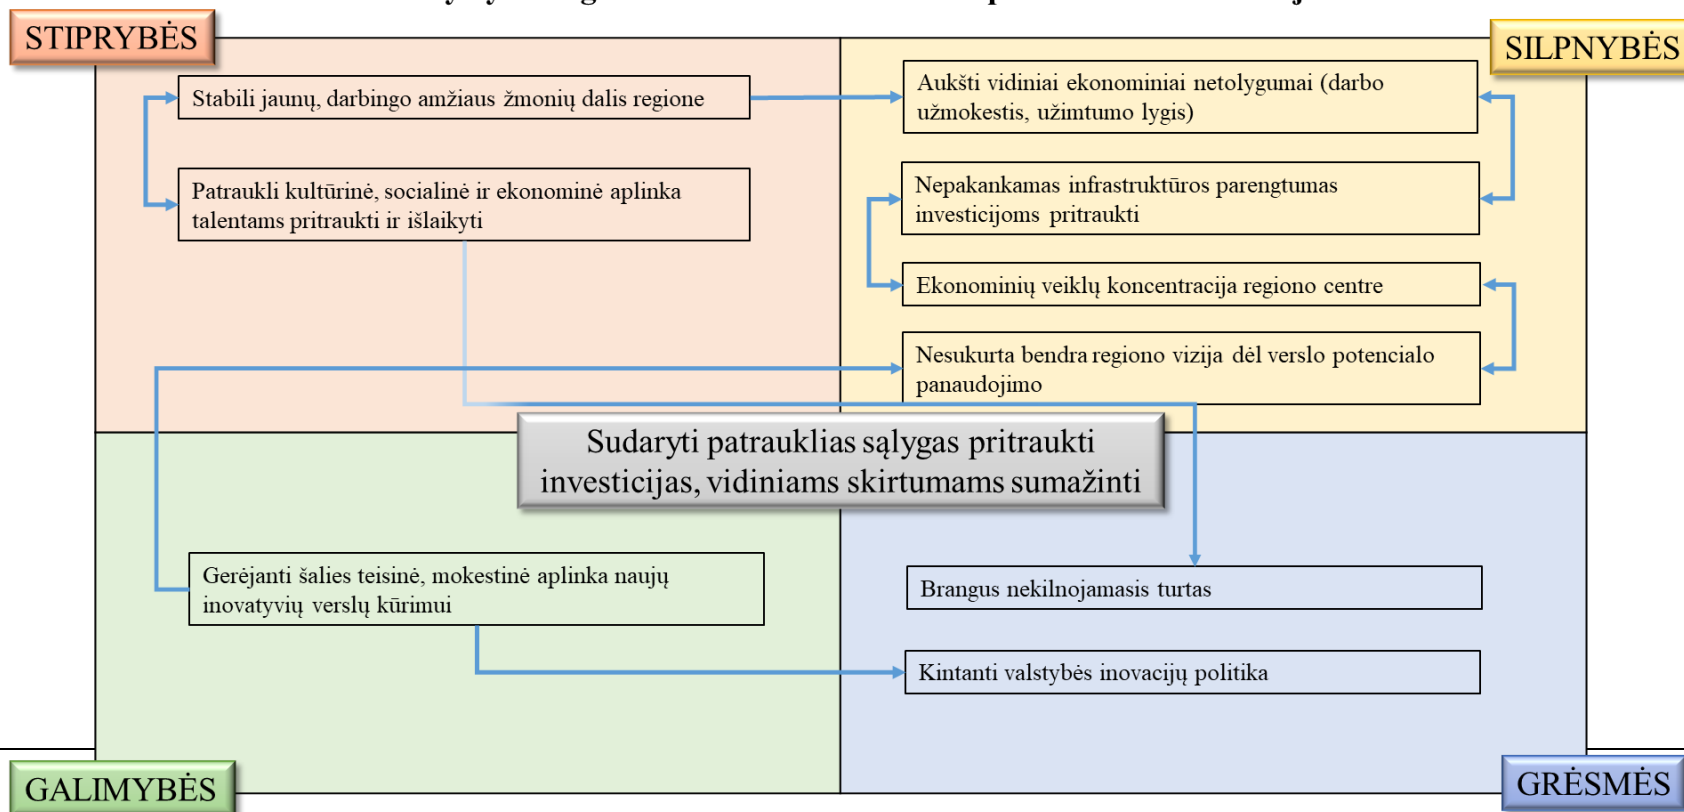 STIPRYBĖS
SILPNYBĖS
Stabili jaunų, darbingo amžiaus žmonių dalis regione
Patraukli kultūrinė, socialinė ir ekonominė aplinka
talentams pritraukti ir išlaikyti
Aukšti vidiniai ekonominiai netolygumai (darbo
užmokestis, užimtumo lygis)
Nepakankamas infrastruktūros parengtumas
investicijoms pritraukti
Ekonominių veiklų koncentracija regiono centre
Nesukurta bendra regiono vizija dėl verslo potencialo
panaudojimo
Sudaryti patrauklias sąlygas pritraukti
investicijas, vidiniams skirtumams sumažinti
Gerėjanti šalies teisinė, mokestinė aplinka naujų
inovatyvių verslų kūrimui
Brangus nekilnojamasis turtas
Kintanti valstybės inovacijų politika
GALIMYBĖS
GRĖSMĖS